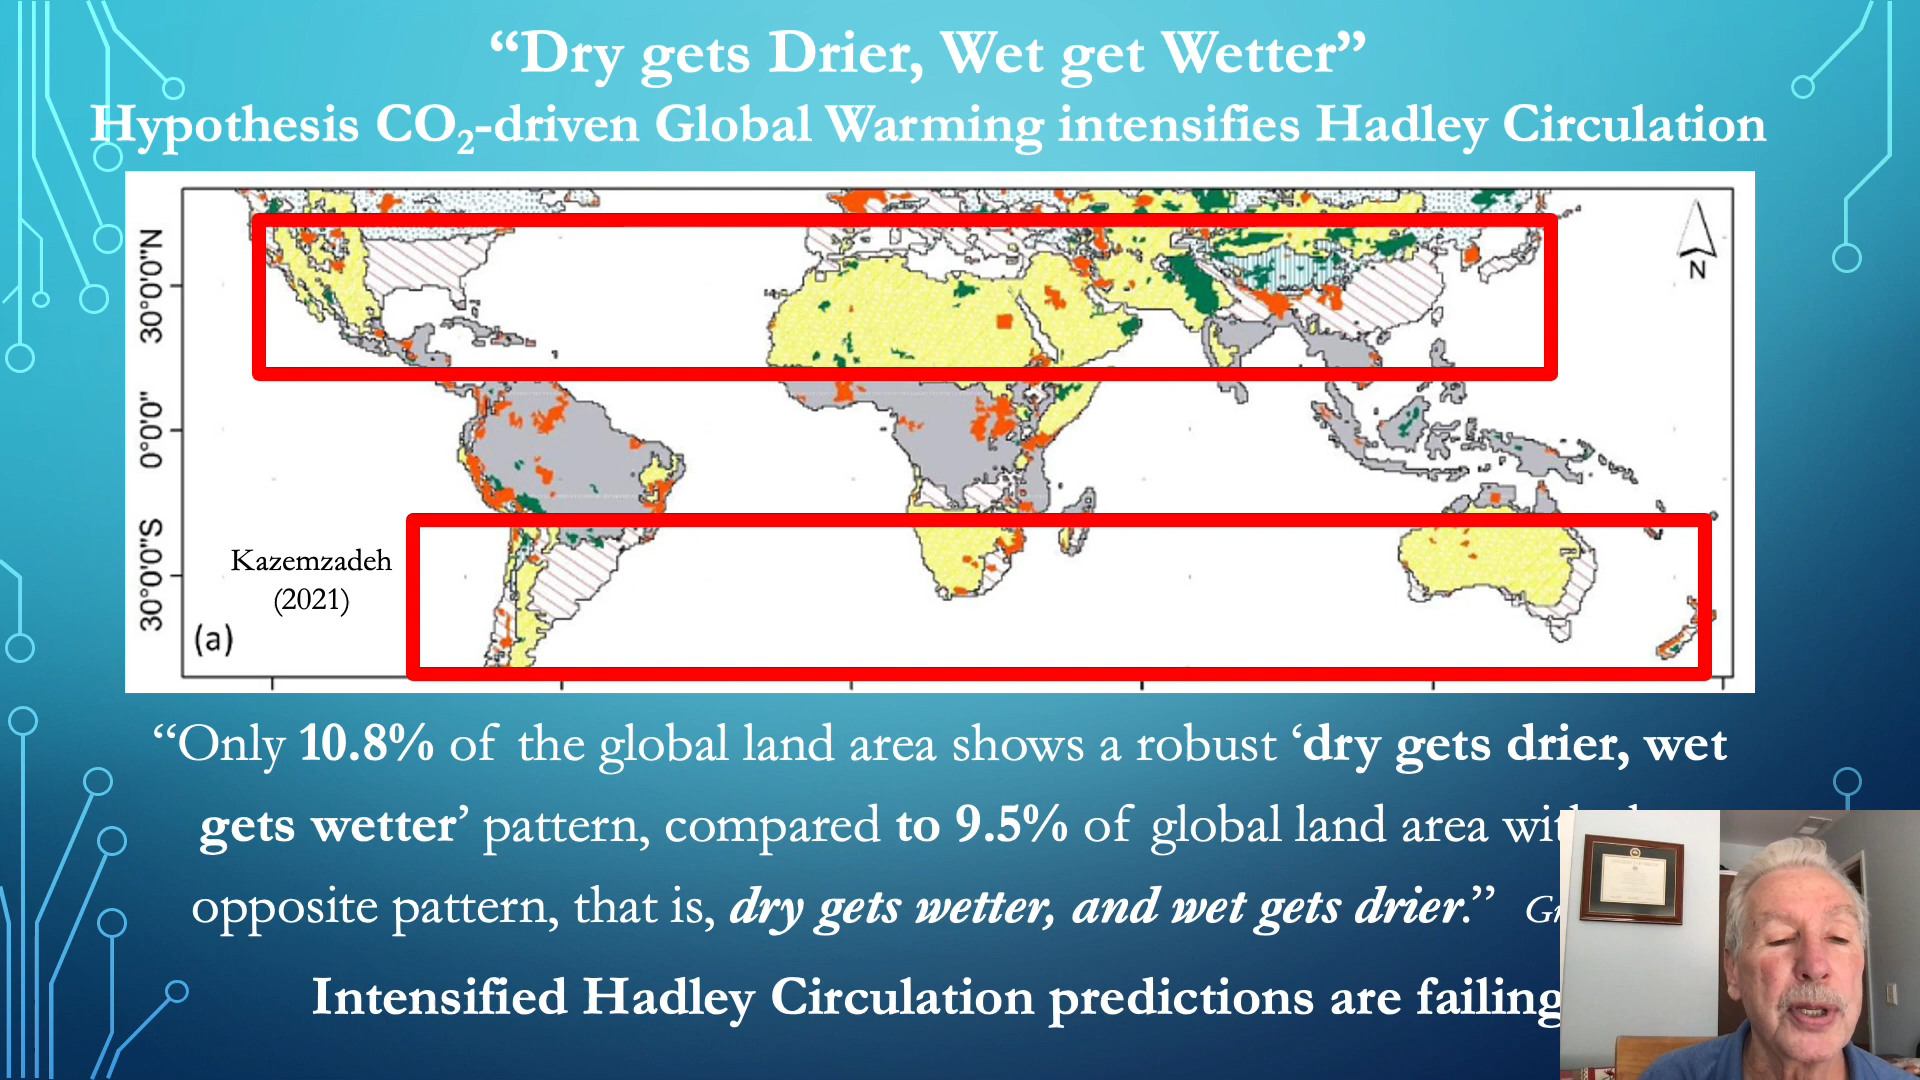 “Dry gets Drier, Wet get Wetter”
Hypothesis CO₂-driven Global Warming intensifies Hadley Circulation
30°0'0"N
0°0'0"
30°0'0"S
N
Kazemzadeh
(2021)
(a)
“Only 10.8% of the global land area shows a robust ‘dry gets drier, wet
gets wetter’ pattern, compared to 9.5% of global land area
opposite pattern, that is, dry gets wetter, and wet gets drier.”
Intensified Hadley Circulation predictions are failing